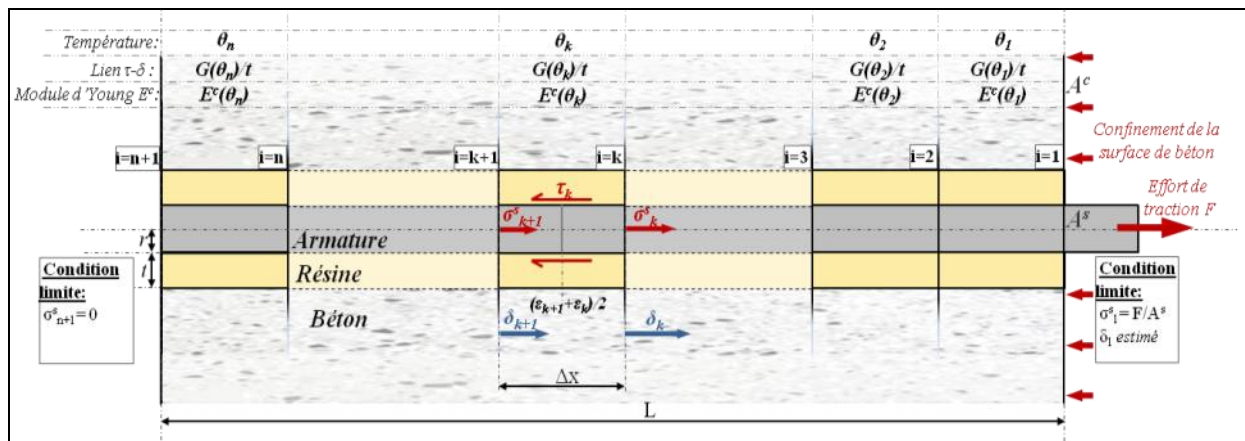 Température: θn θk θ2 θ1
Lien τ-δ : G(θn)/t G(θk)/t G(θ2)/t G(θ1)/t
Module d'Young Eᶜ: Eᶜ(θn) Eᶜ(θk) Eᶜ(θ2) Eᶜ(θ1)
Aᶜ
Confinement de la
surface de béton
i=n+1 i=n i=k+1 i=k i=3 i=2 i=1
Effort de
traction F
τk
σˢk+1 σˢk
Aˢ
r
Armature
t
Résine
Condition
limite:
σˢn+1= 0
(εk+1+εk)/2
Béton
δk+1 δk
Condition
limite:
σˢ1= F/Aˢ
δ1 estimé
Δx
L